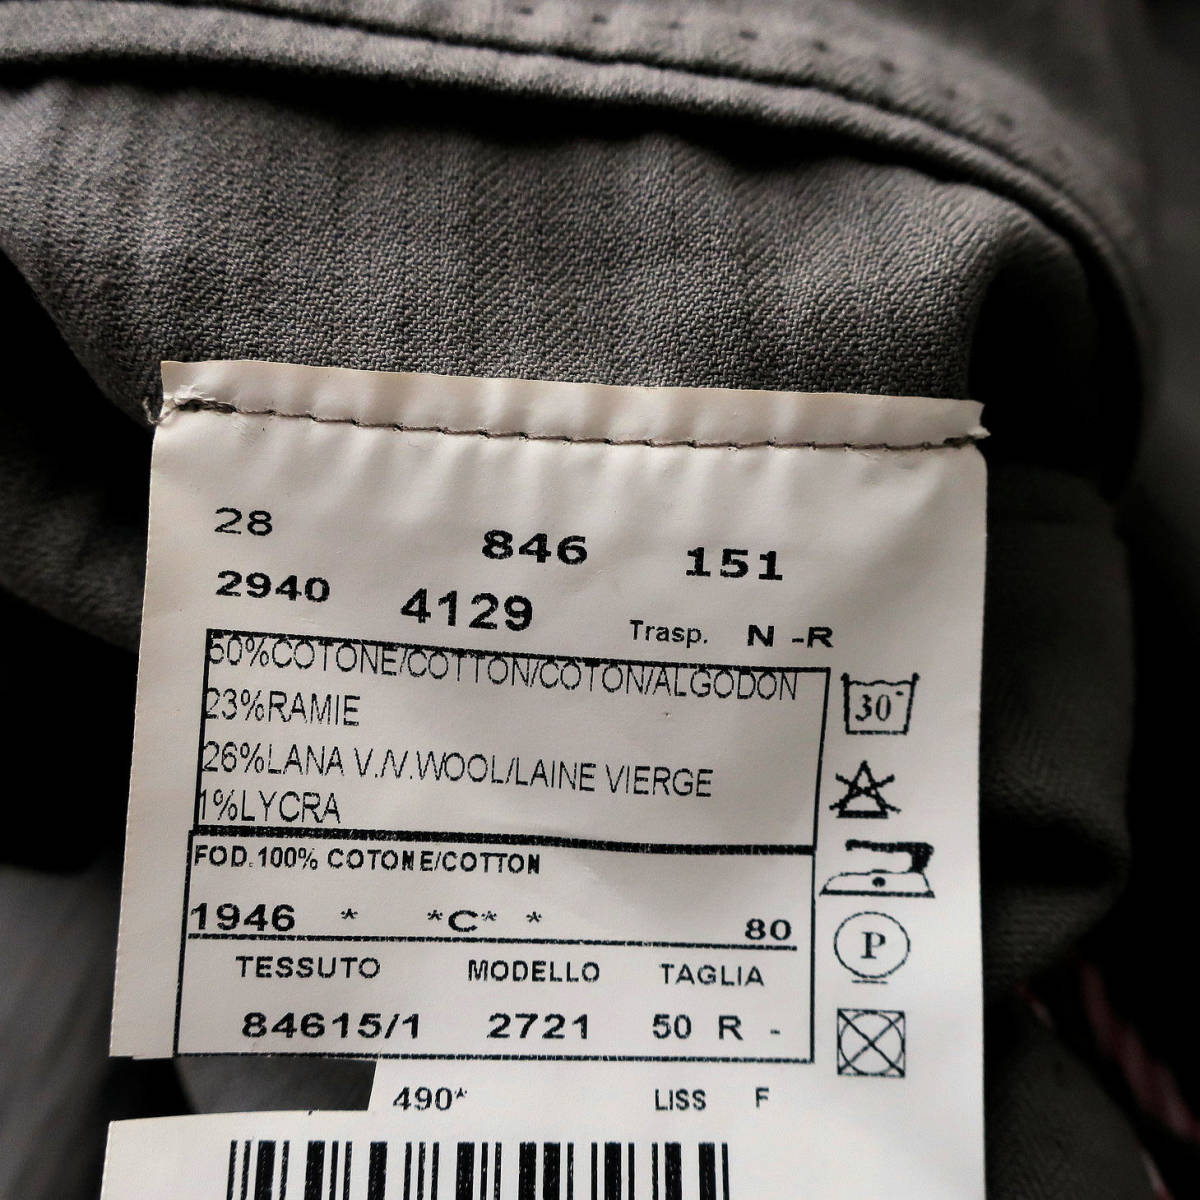 28 846 151
2940 4129 Trasp. N -R
50%COTONE/COTTON/COTON/ALGODON
23%RAMIE
26%LANA V./V.WOOL/LAINE VIERGE
1%LYCRA
30°
FOD.100% COTONE/COTTON
1946 * *C* * 80
P
TESSUTO MODELLO TAGLIA
84615/1 2721 50 R -
490* LISS F